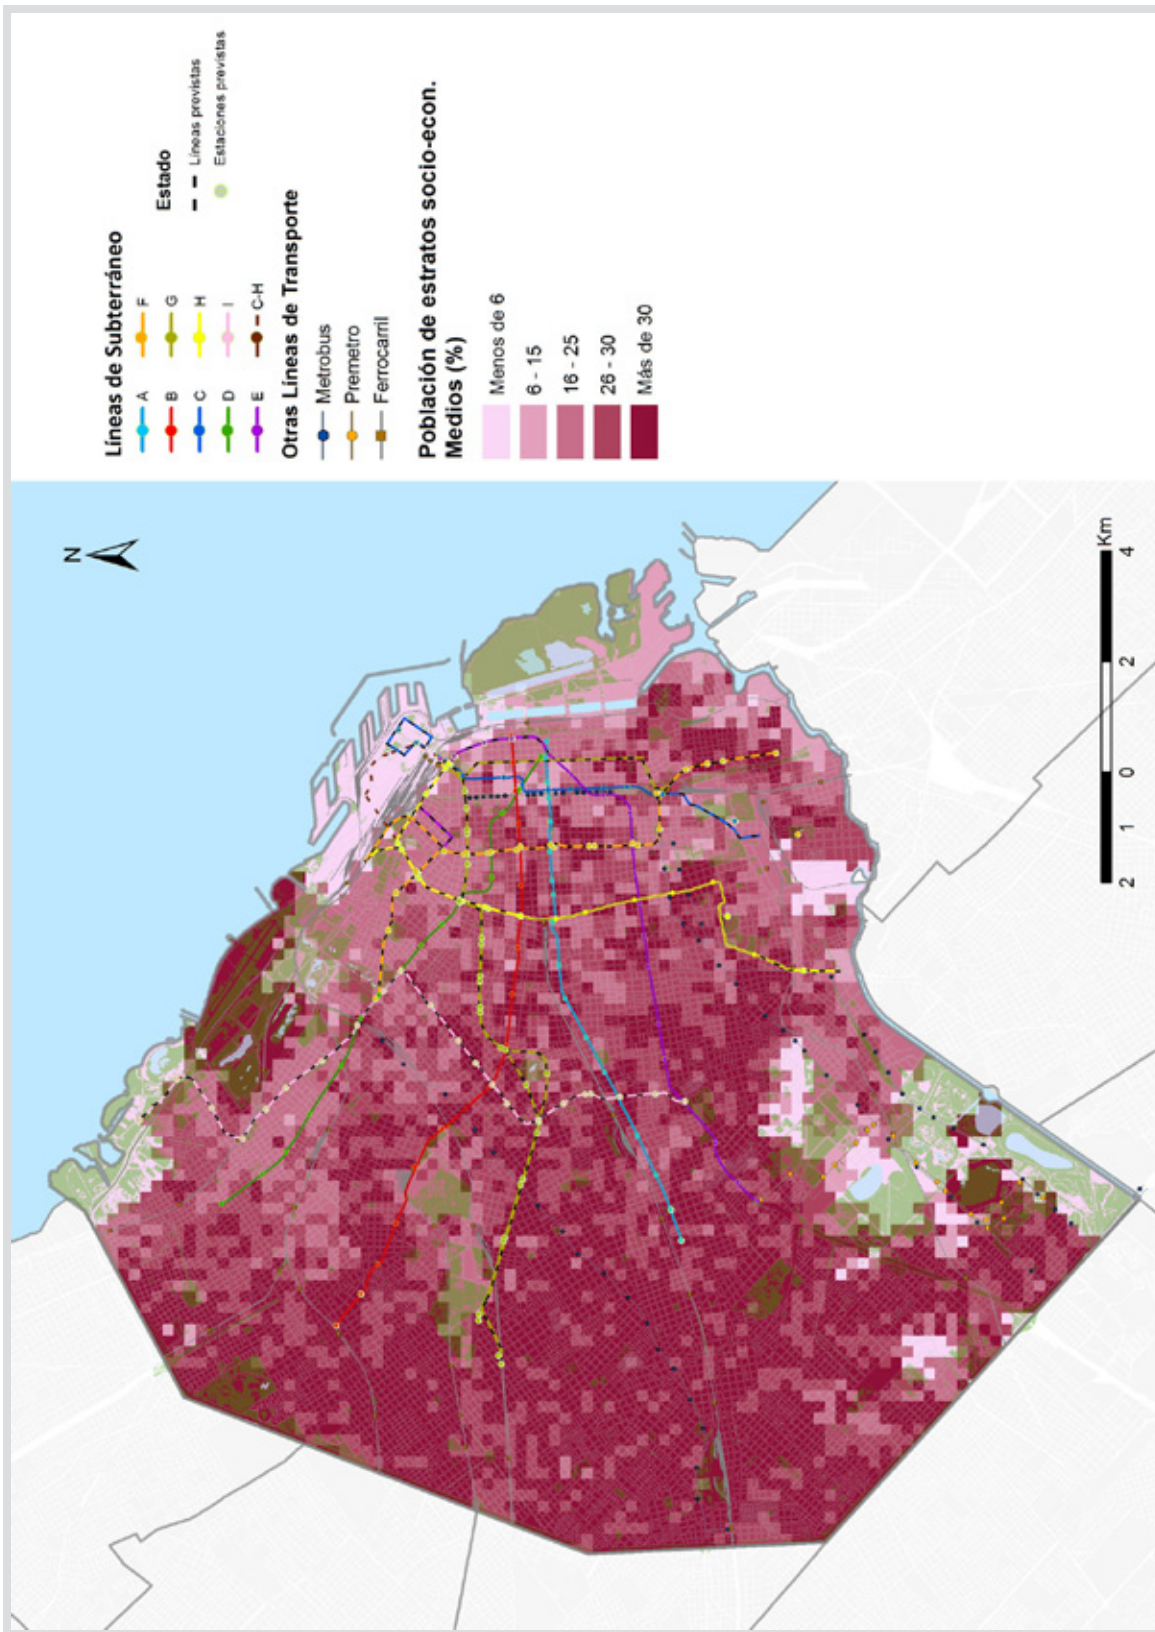 Líneas de Subterráneo
A
B
C
D
E
F
G
H
I
C-H
Estado
Líneas previstas
Estaciones previstas
Otras Líneas de Transporte
Metrobus
Premetro
Ferrocarril
Población de estratos socio-econ.
Medios (%)
Menos de 6
6 - 15
16 - 25
26 - 30
Más de 30
N
2 1 0 2 4
Km